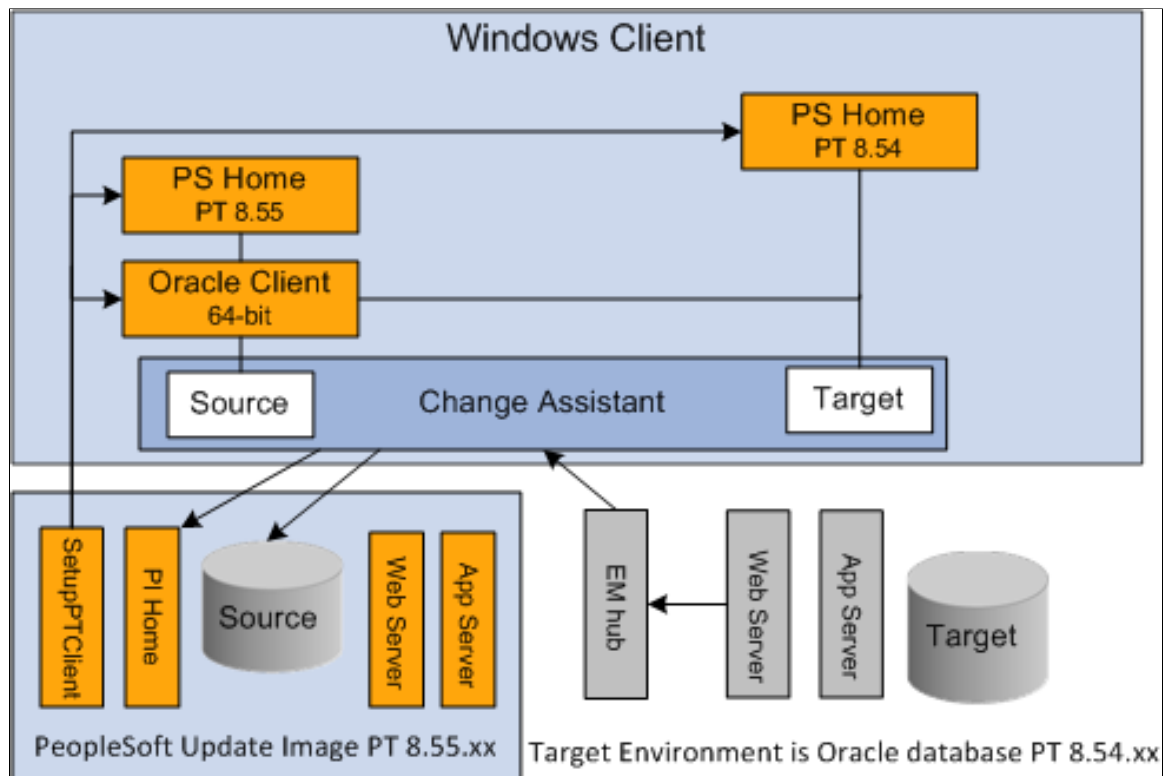 Windows Client
PS Home
PT 8.54
PS Home
PT 8.55
Oracle Client
64-bit
Source
Change Assistant
Target
SetupPTClient
PI Home
Source
Web Server
App Server
EM hub
Web Server
App Server
Target
PeopleSoft Update Image PT 8.55.xx
Target Environment is Oracle database PT 8.54.xx